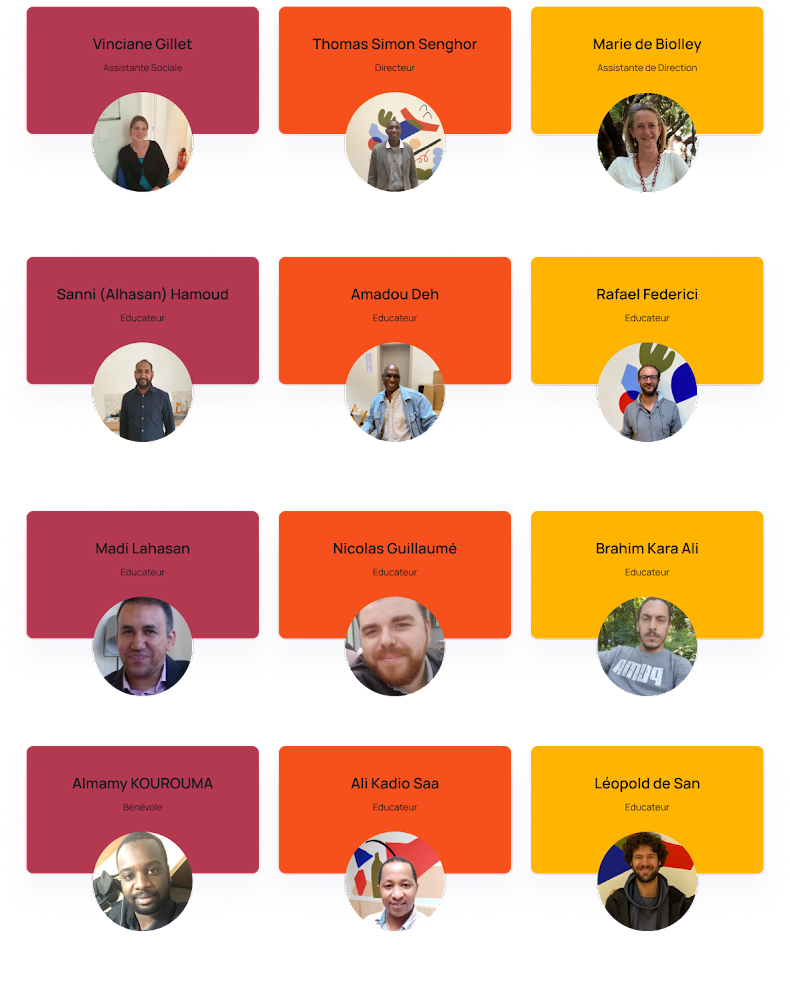 Vinciane Gillet
Assistante Sociale
Thomas Simon Senghor
Directeur
Marie de Biolley
Assistante de Direction
Sanni (Alhasan) Hamoud
Educateur
Amadou Deh
Educateur
Rafael Federici
Educateur
Madi Lahasan
Educateur
Nicolas Guillaumé
Educateur
Brahim Kara Ali
Educateur
PUMA
Almamy KOUROUMA
Bénévole
Ali Kadio Saa
Educateur
Léopold de San
Educateur